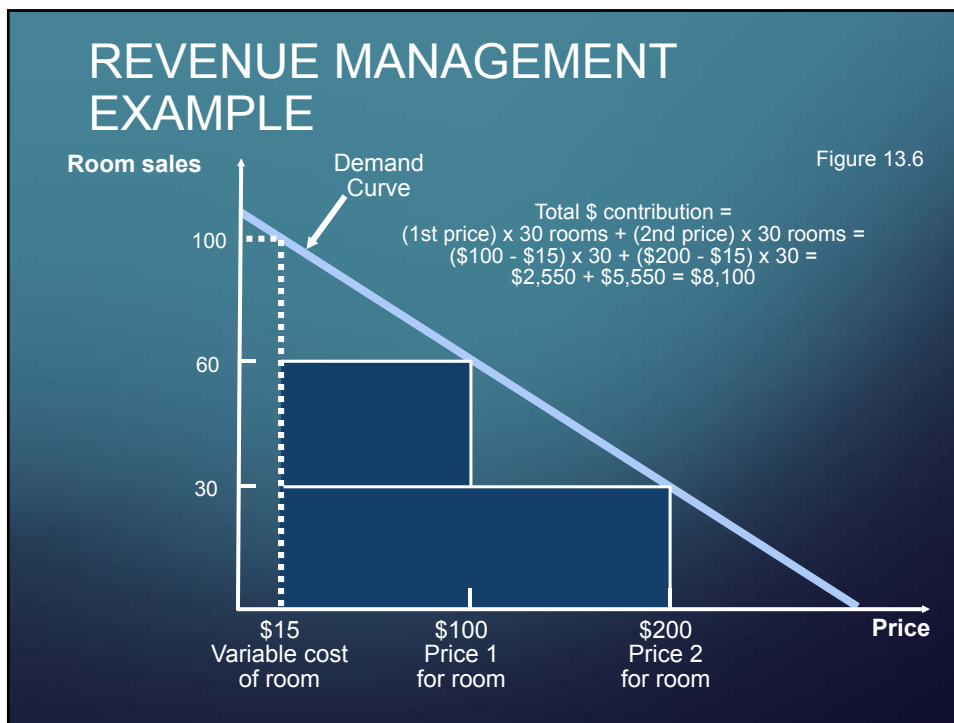 REVENUE MANAGEMENT
EXAMPLE
Room sales
Demand
Curve
Figure 13.6
Total $ contribution =
(1st price) x 30 rooms + (2nd price) x 30 rooms =
($100 - $15) x 30 + ($200 - $15) x 30 =
$2,550 + $5,550 = $8,100
100
60
30
$15
Variable cost
of room
$100
Price 1
for room
$200
Price 2
for room
Price